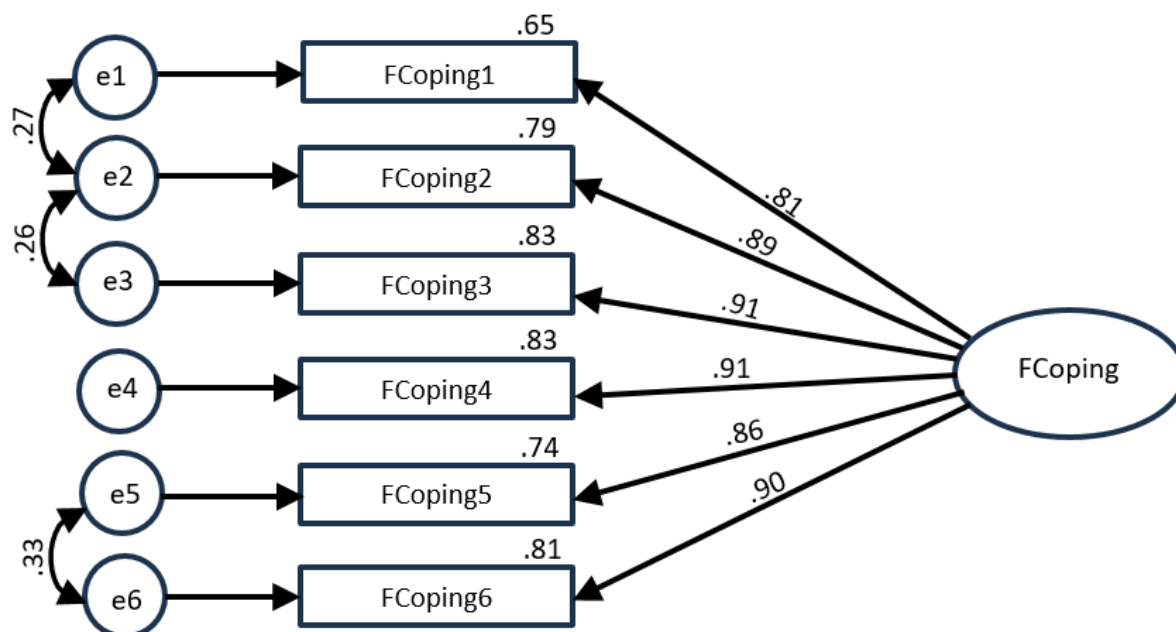 .65
e1
FCoping1
.27
.79
.81
e2
FCoping2
.89
.26
.83
e3
FCoping3
.91
.83
e4
FCoping4
.91
FCoping
.74
.86
e5
FCoping5
.90
.33
.81
e6
FCoping6